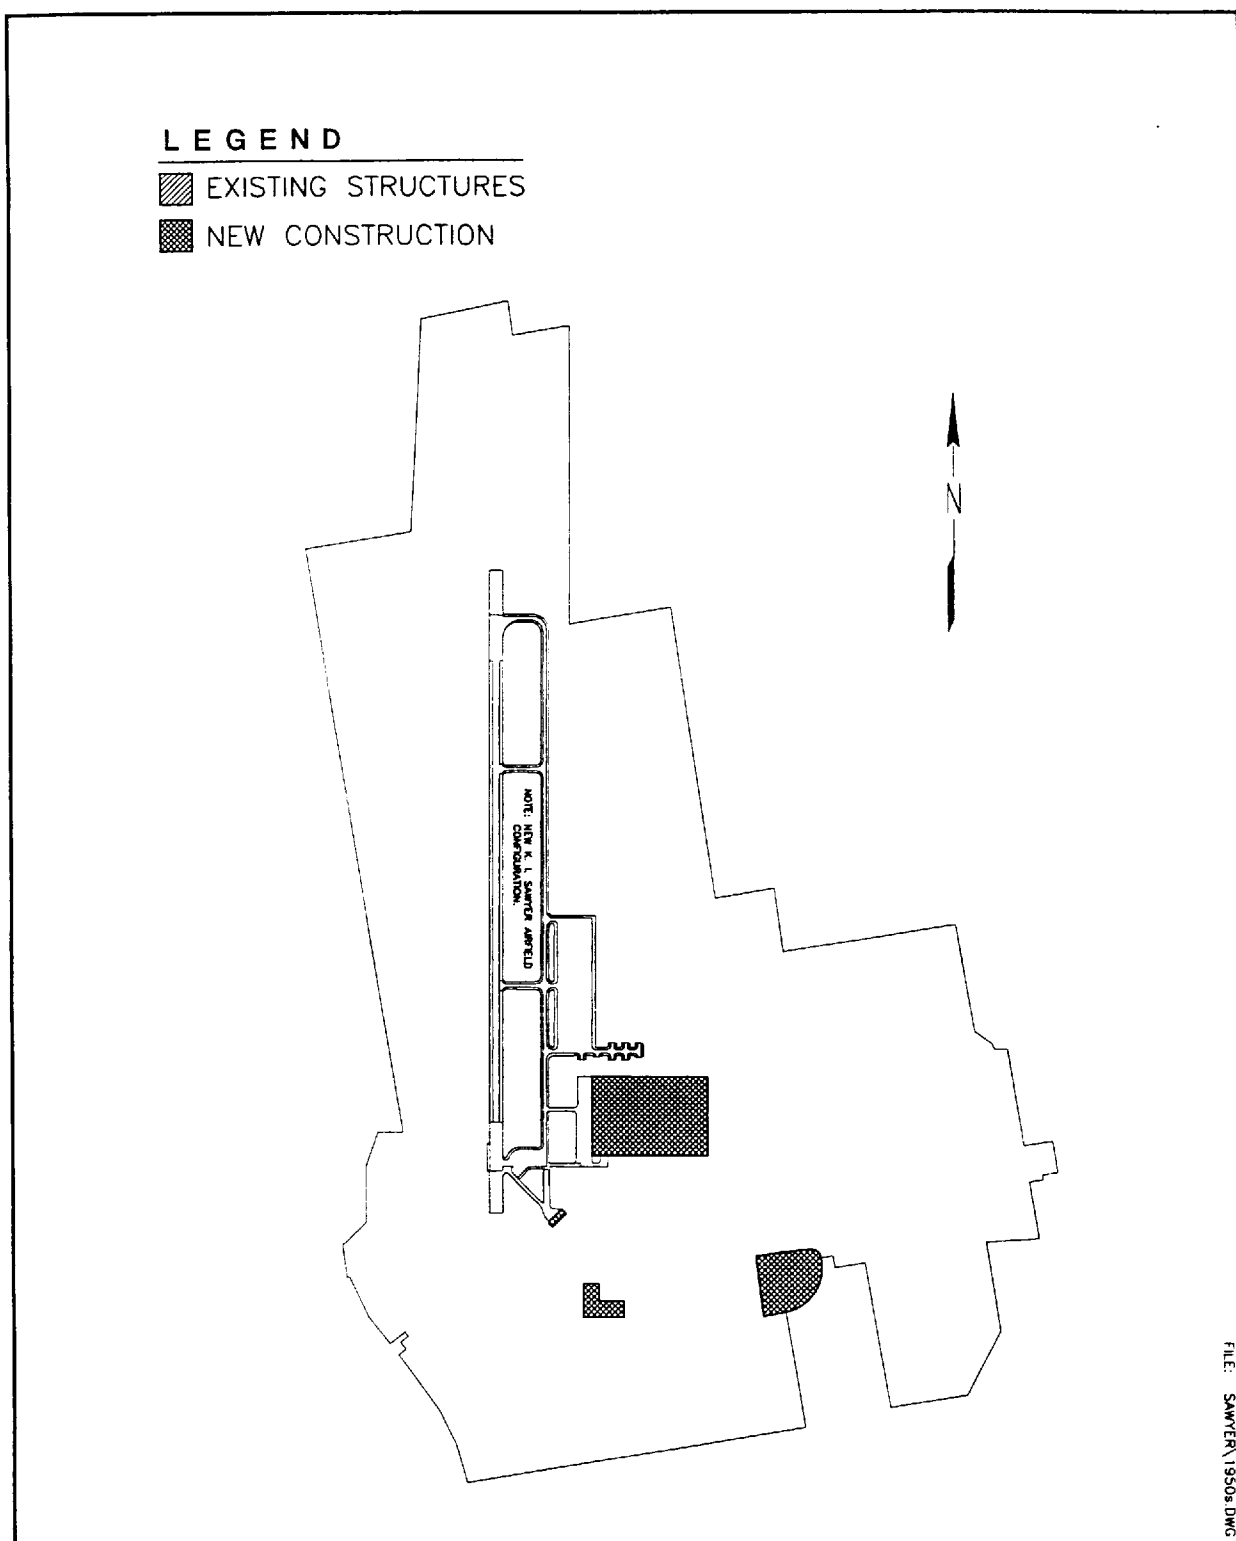 LEGEND
EXISTING STRUCTURES
NEW CONSTRUCTION
N
NOTE: NEW K. I. SAWYER AIRFIELD
CONFIGURATION.
FILE: SAWYER\1950s.DWG